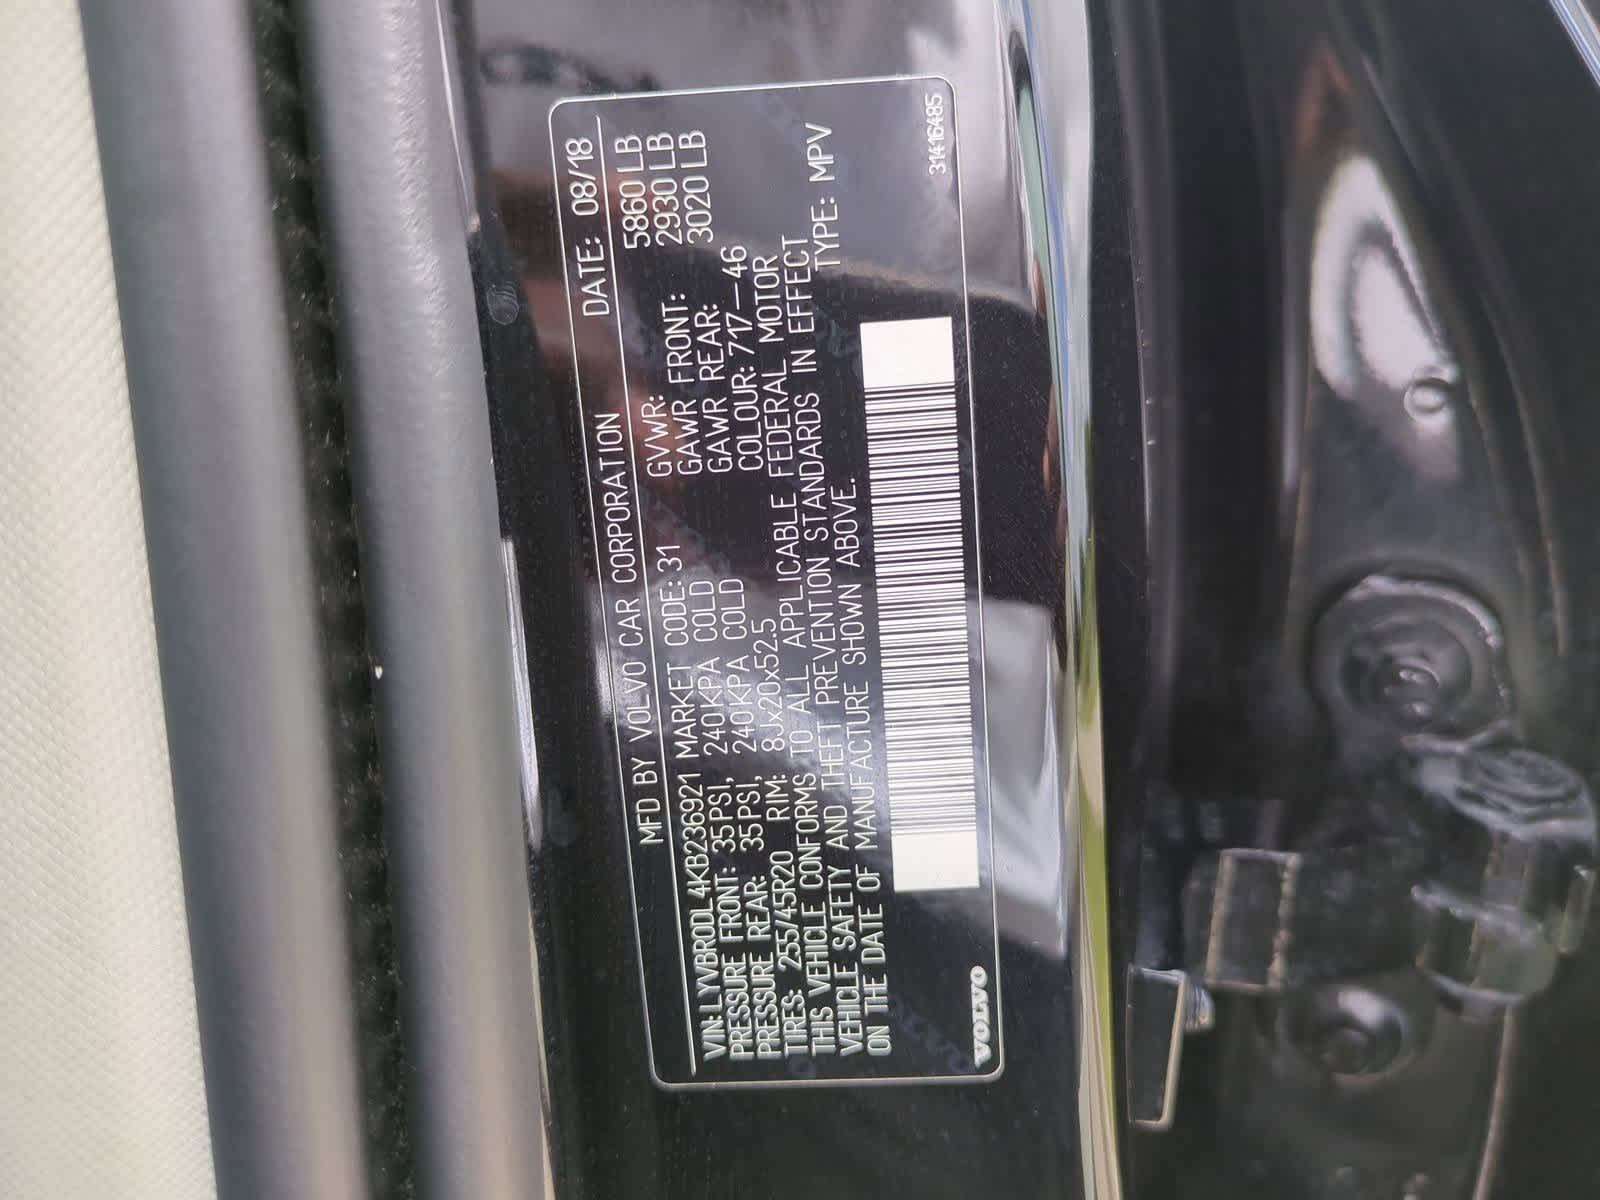 MFD BY VOLVO CAR CORPORATION DATE: 08/18
VIN: LYVBR0DL4KB236921 MARKET CODE: 31 GVWR: 5860 LB
PRESSURE FRONT: 35PSI, 240KPA COLD GAWR FRONT: 2930 LB
PRESSURE REAR: 35PSI, 240KPA COLD GAWR REAR: 3020 LB
TIRES: 255/45R20 RIM: 8Jx20x52.5 COLOUR: 717–46
THIS VEHICLE CONFORMS TO ALL APPLICABLE FEDERAL MOTOR
VEHICLE SAFETY AND THEFT PREVENTION STANDARDS IN EFFECT
ON THE DATE OF MANUFACTURE SHOWN ABOVE. TYPE: MPV
VOLVO
31416485